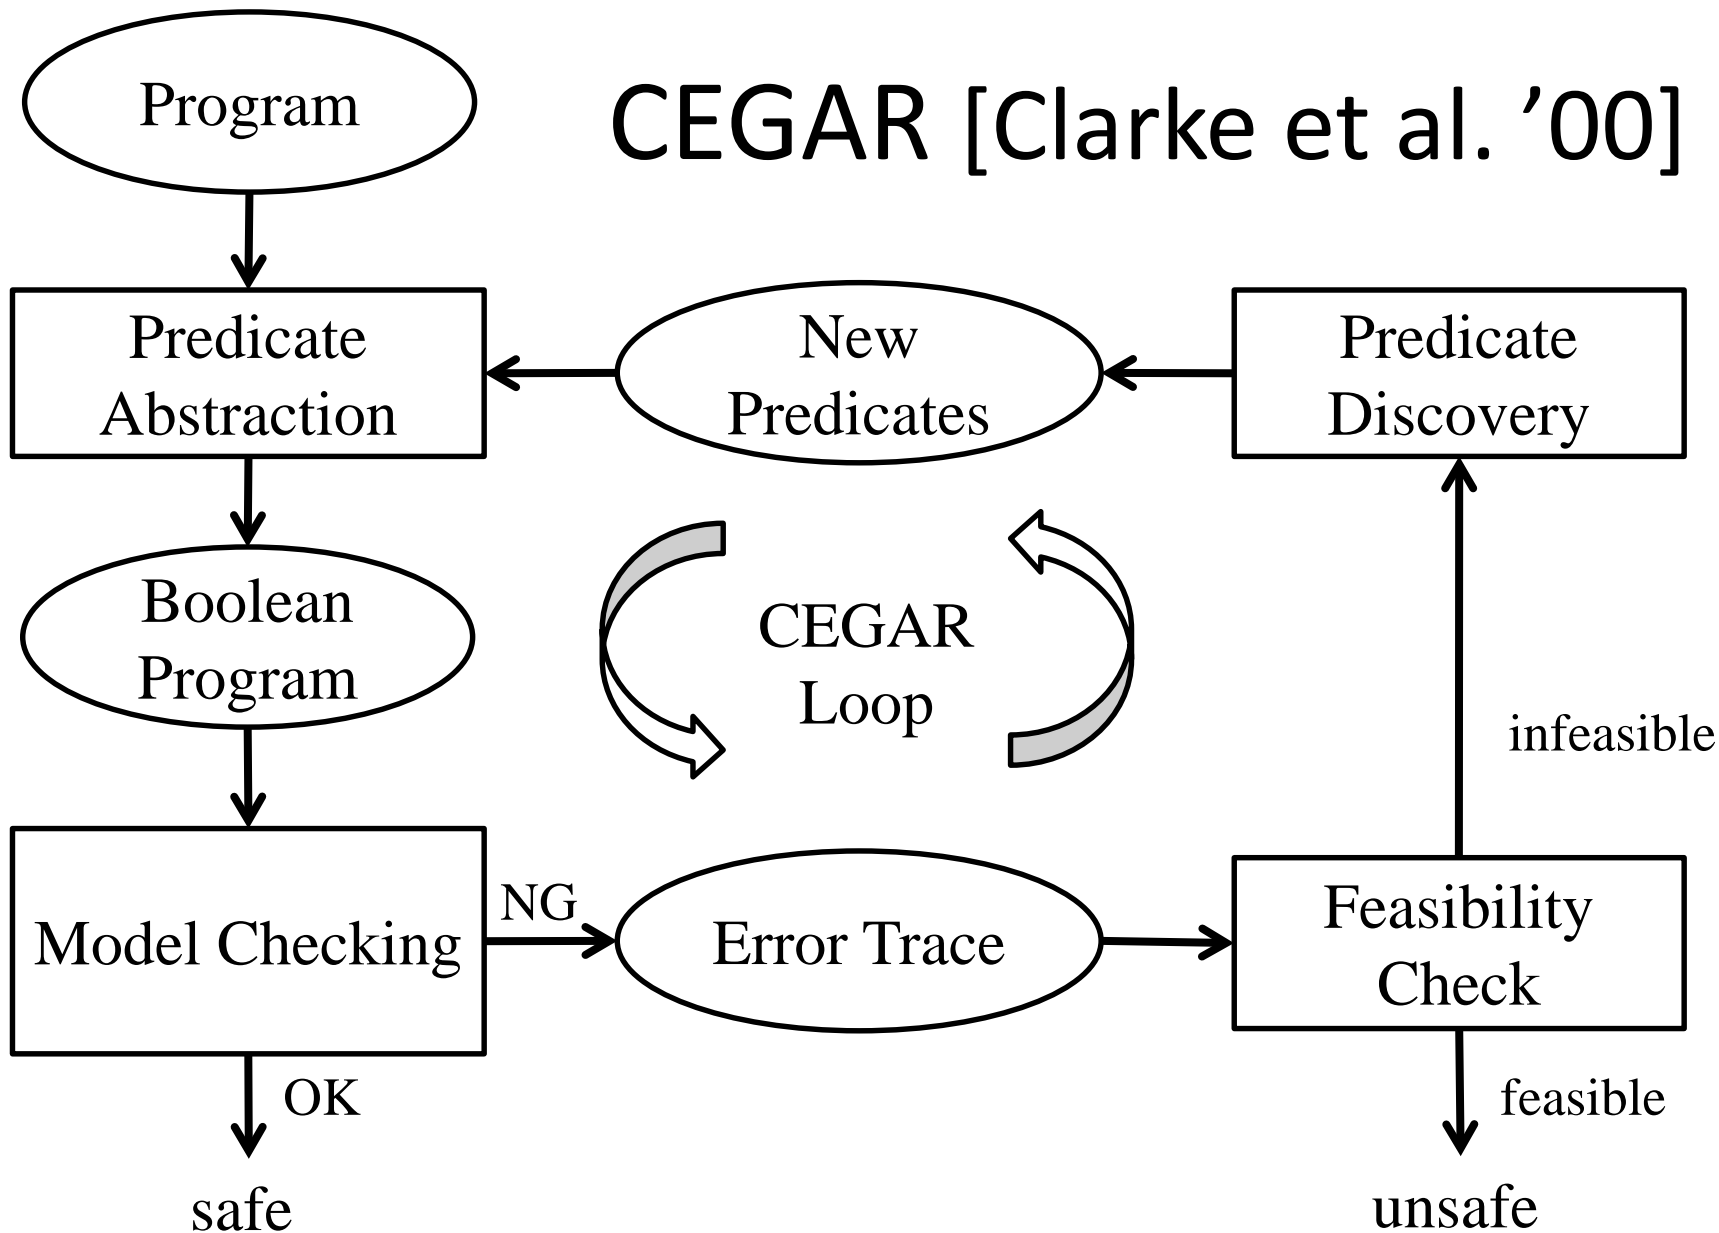 Program
CEGAR [Clarke et al. ’00]
Predicate
Abstraction
New
Predicates
Predicate
Discovery
Boolean
Program
CEGAR
Loop
infeasible
Model Checking
NG
Error Trace
Feasibility
Check
OK
feasible
safe
unsafe